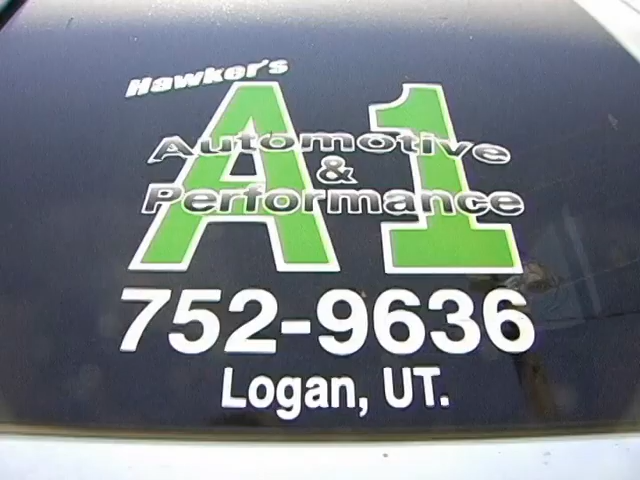 Hawker's
A1
Automotive
&
Performance
752-9636
Logan, UT.